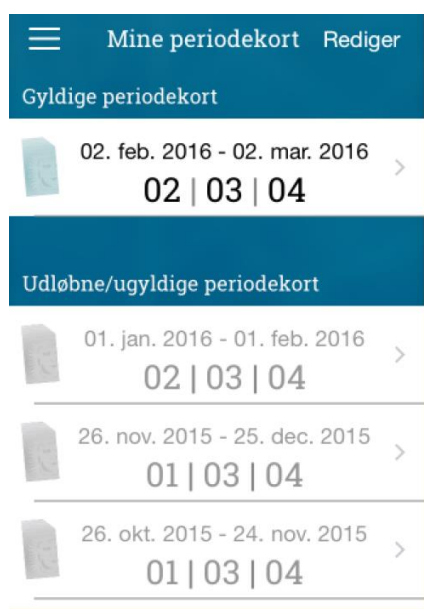 Mine periodekort Rediger
Gyldige periodekort
02. feb. 2016 - 02. mar. 2016
02 | 03 | 04
Udløbne/ugyldige periodekort
01. jan. 2016 - 01. feb. 2016
02 | 03 | 04
26. nov. 2015 - 25. dec. 2015
01 | 03 | 04
26. okt. 2015 - 24. nov. 2015
01 | 03 | 04